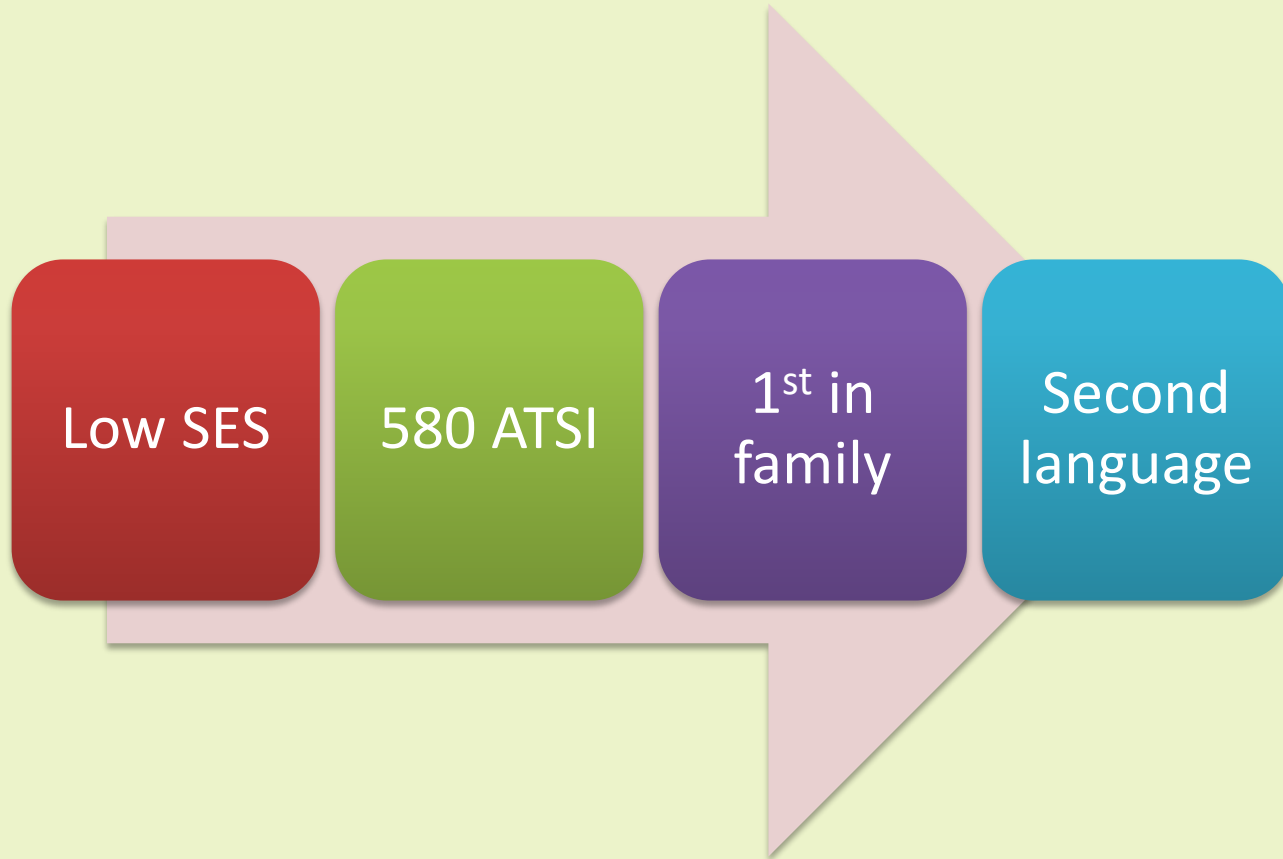 Low SES
580 ATSI
1st in
family
Second
language